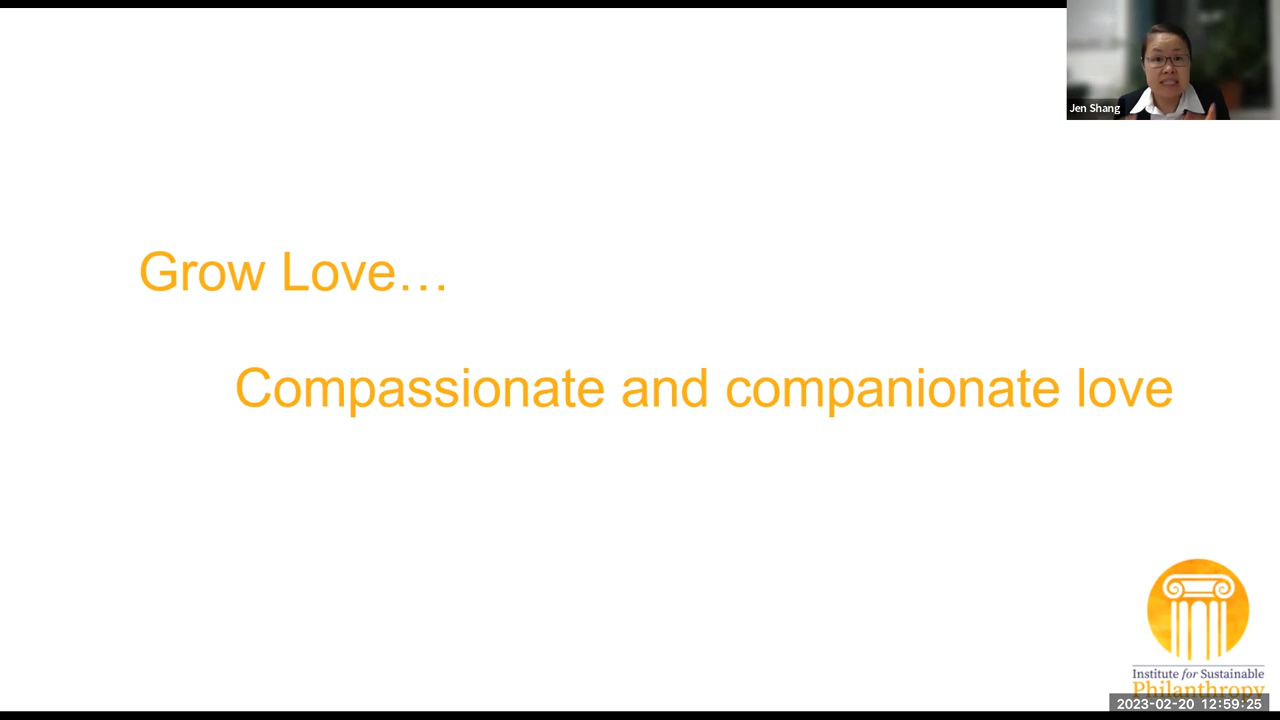 Jen Shang
Grow Love…
Compassionate and companionate love
Institute for Sustainable
Philanthropy
2023-02-20 12:59:25